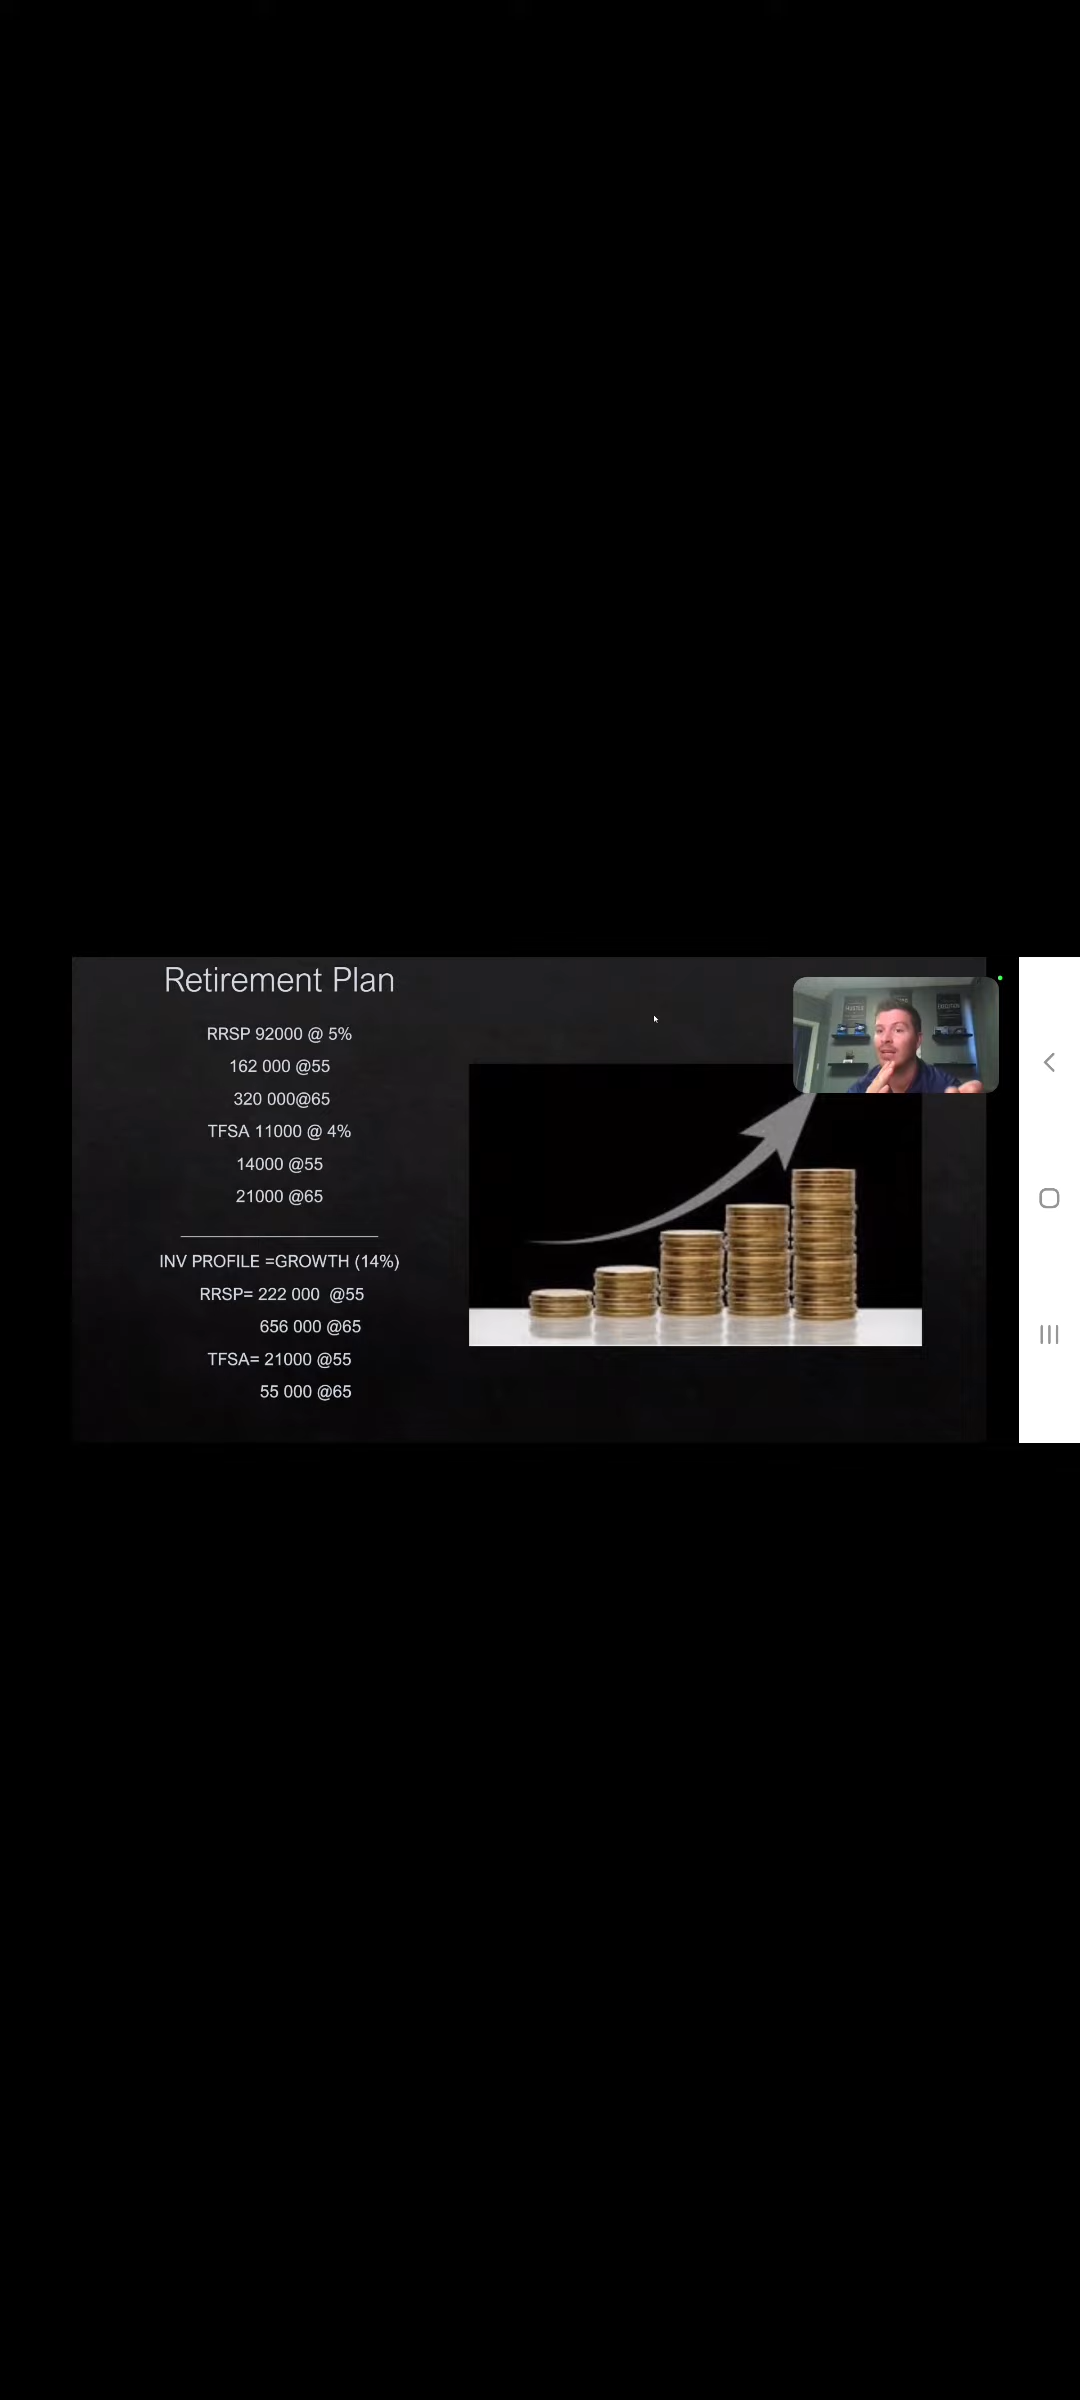 Retirement Plan
RRSP 92000 @ 5%
162 000 @55
320 000@65
TFSA 11000 @ 4%
14000 @55
21000 @65
INV PROFILE =GROWTH (14%)
RRSP= 222 000  @55
656 000 @65
TFSA= 21000 @55
55 000 @65